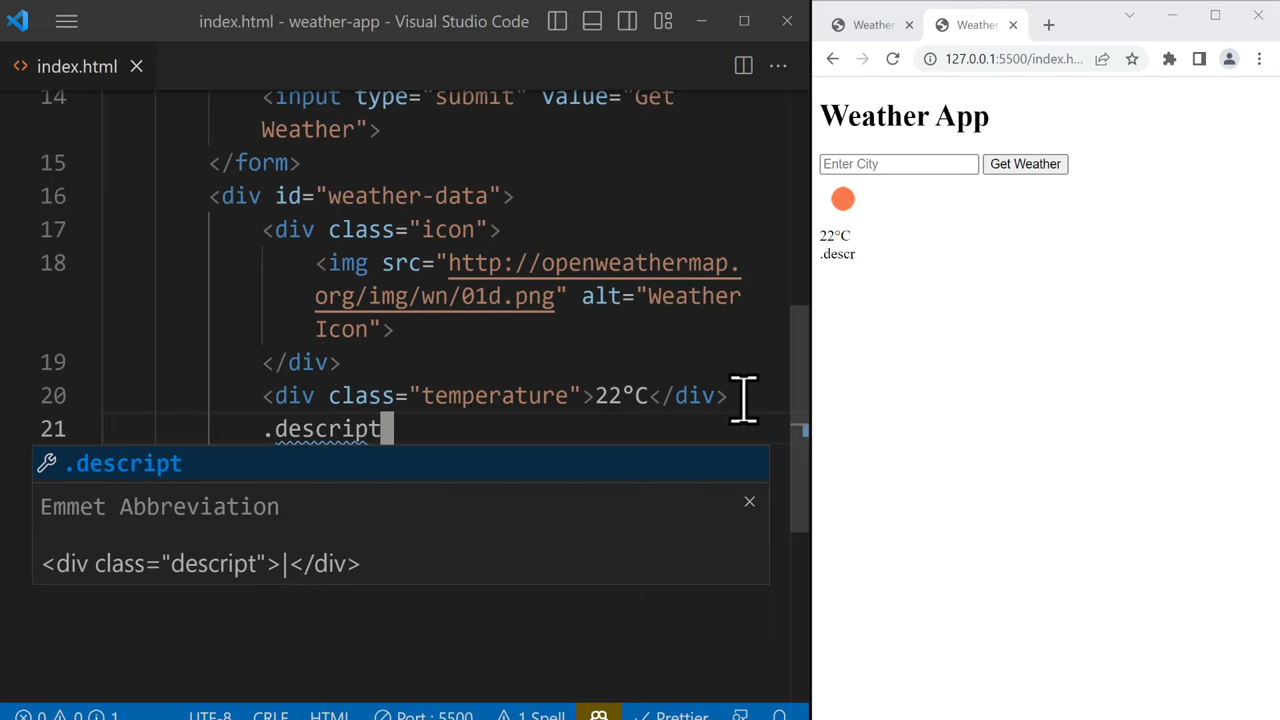 index.html - weather-app - Visual Studio Code
index.html
14 <input type="submit" value="Get
Weather">
15 </form>
16 <div id="weather-data">
17 <div class="icon">
18 <img src="http://openweathermap.
org/img/wn/01d.png" alt="Weather
Icon">
19 </div>
20 <div class="temperature">22°C</div>
21 .descript
.descript
Emmet Abbreviation
<div class="descript">|</div>
0 0 1 UTF-8 CRLF HTML Port : 5500 1 Spell Prettier
Weather Weather
127.0.0.1:5500/index.h...
Weather App
Enter City Get Weather
22°C
.descr